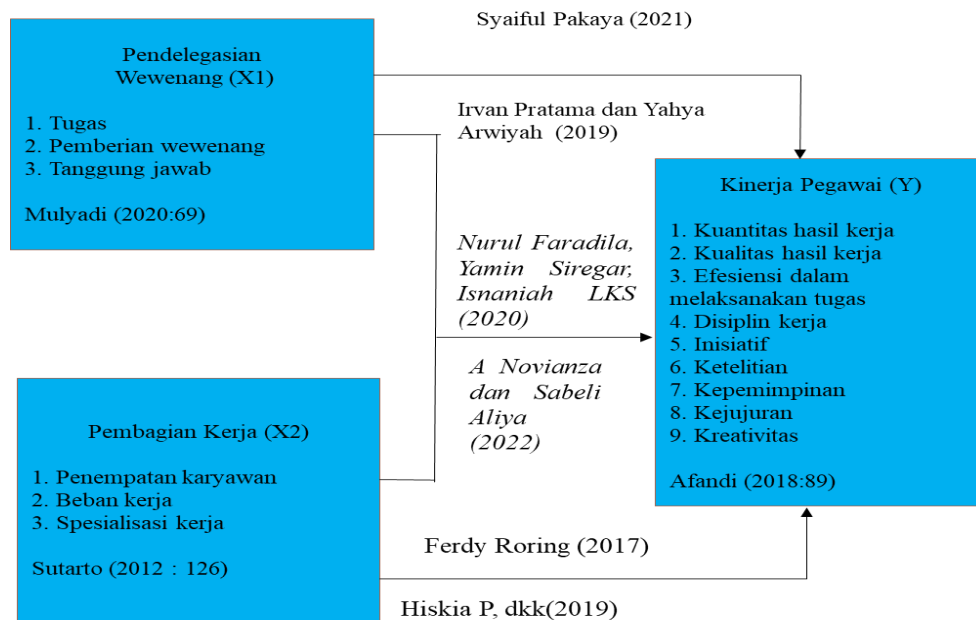 Syaiful Pakaya (2021)
Pendelegasian
Wewenang (X1)
1. Tugas
2. Pemberian wewenang
3. Tanggung jawab
Mulyadi (2020:69)
Irvan Pratama dan Yahya
Arwiyah (2019)
Nurul Faradila,
Yamin Siregar,
Isnaniah LKS
(2020)
A Novianza
dan Sabeli
Aliya
(2022)
Kinerja Pegawai (Y)
1. Kuantitas hasil kerja
2. Kualitas hasil kerja
3. Efesiensi dalam
melaksanakan tugas
4. Disiplin kerja
5. Inisiatif
6. Ketelitian
7. Kepemimpinan
8. Kejujuran
9. Kreativitas
Afandi (2018:89)
Pembagian Kerja (X2)
1. Penempatan karyawan
2. Beban kerja
3. Spesialisasi kerja
Sutarto (2012 : 126)
Ferdy Roring (2017)
Hiskia P, dkk(2019)